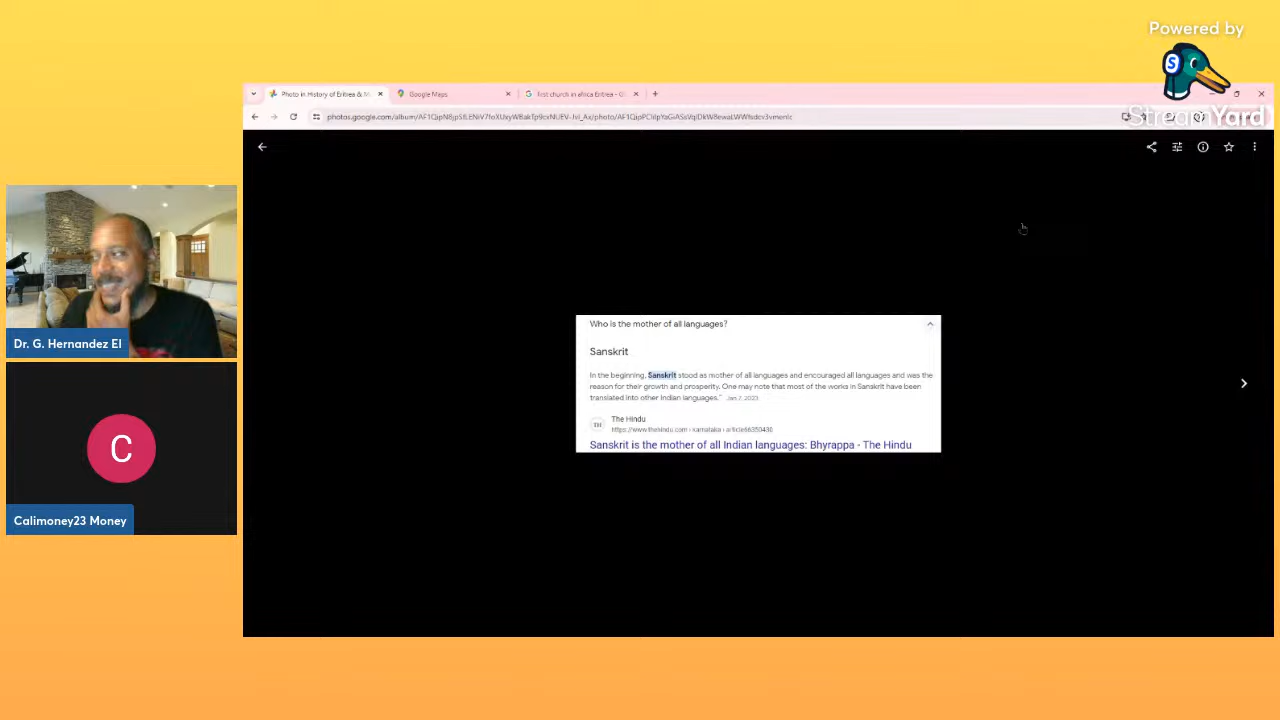 Powered by
StreamYard
Photo in History of Eritrea & M
Google Maps
first church in africa Eritrea - G
Who is the mother of all languages?
Sanskrit
In the beginning, Sanskrit stood as mother of all languages and encouraged all languages and was the
reason for their growth and prosperity. One may note that most of the works in Sanskrit have been
translated into other Indian languages." Jan 7, 2023
TH
The Hindu
Sanskrit is the mother of all Indian languages: Bhyrappa - The Hindu
Dr. G. Hernandez El
C
Calimoney23 Money